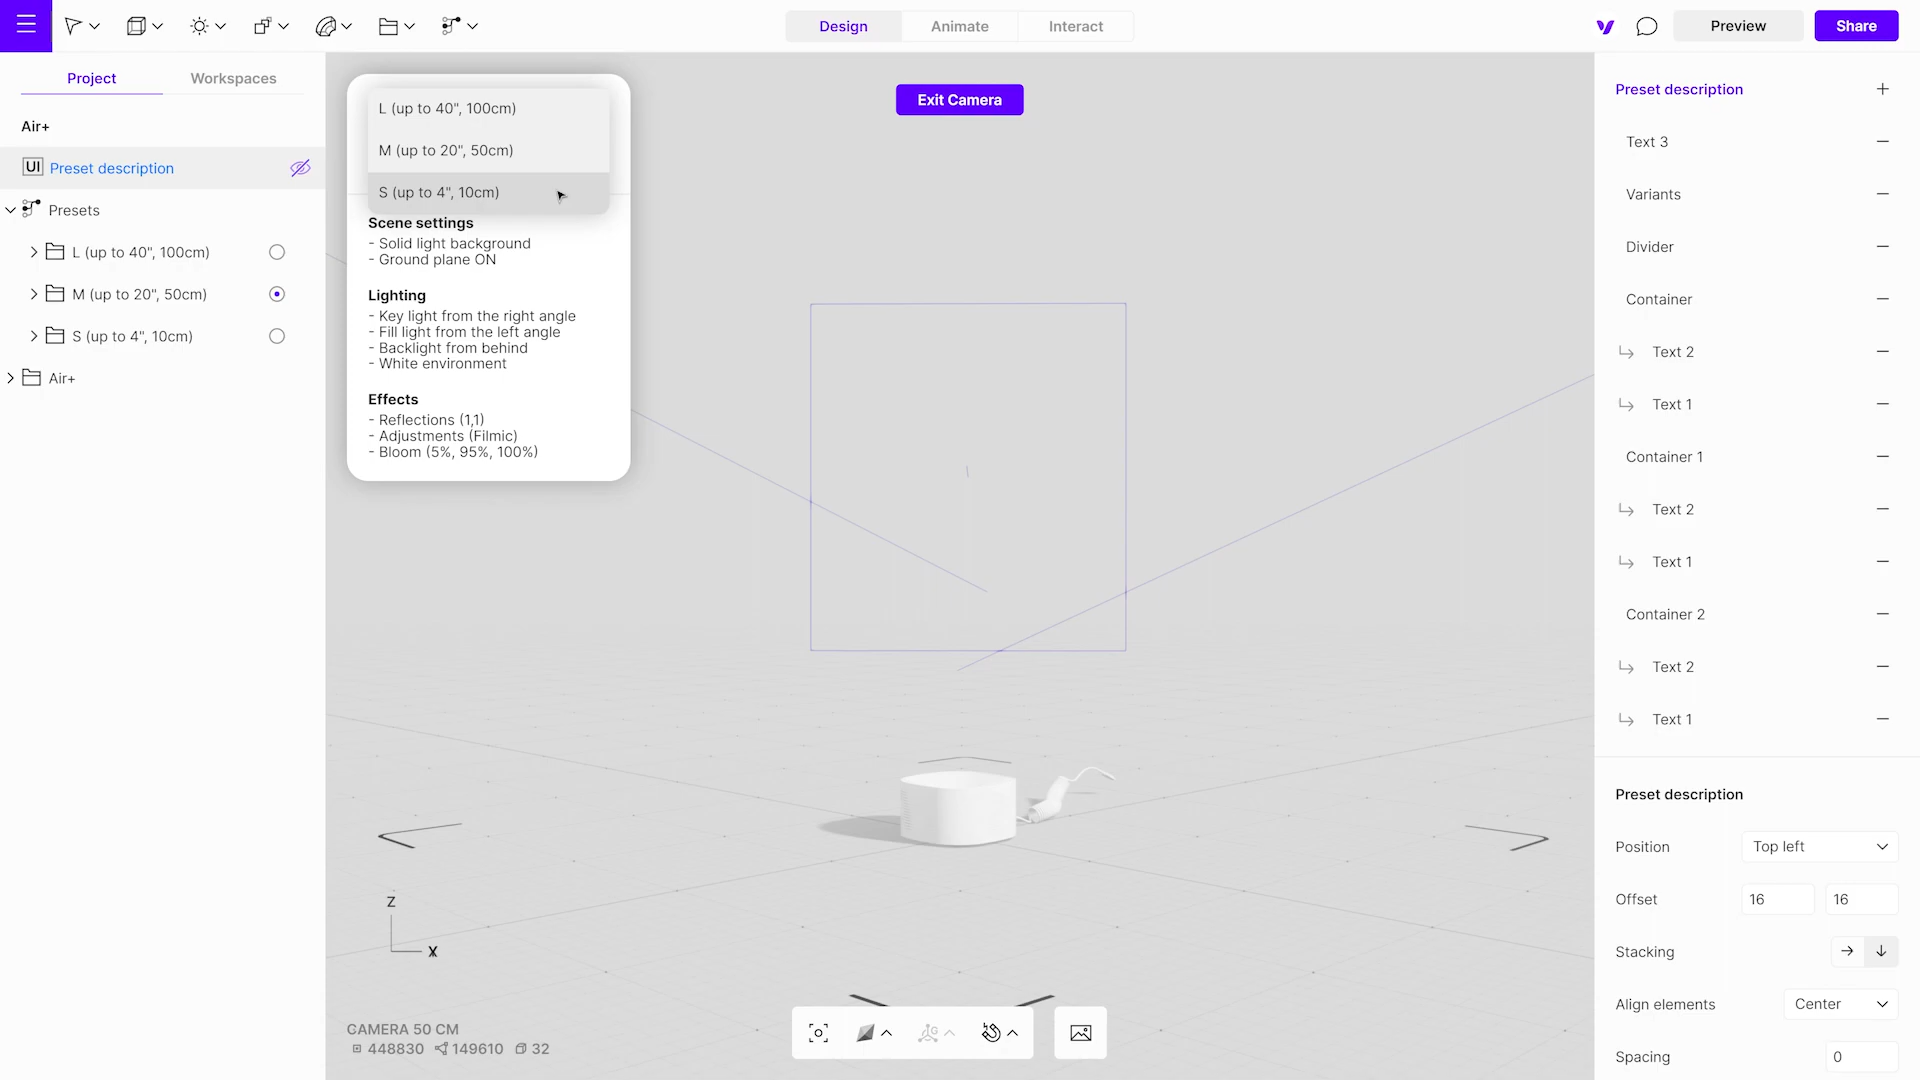 Design
Animate
Interact
Preview
Share
Project
Workspaces
Air+
UI Preset description
Presets
L (up to 40", 100cm)
M (up to 20", 50cm)
S (up to 4", 10cm)
Air+
L (up to 40", 100cm)
M (up to 20", 50cm)
S (up to 4", 10cm)
Scene settings
- Solid light background
- Ground plane ON
Lighting
- Key light from the right angle
- Fill light from the left angle
- Backlight from behind
- White environment
Effects
- Reflections (1,1)
- Adjustments (Filmic)
- Bloom (5%, 95%, 100%)
Exit Camera
Z
X
CAMERA 50 CM
448830 149610 32
Preset description
Text 3
Variants
Divider
Container
Text 2
Text 1
Container 1
Text 2
Text 1
Container 2
Text 2
Text 1
Preset description
Position Top left
Offset 16 16
Stacking
Align elements Center
Spacing 0